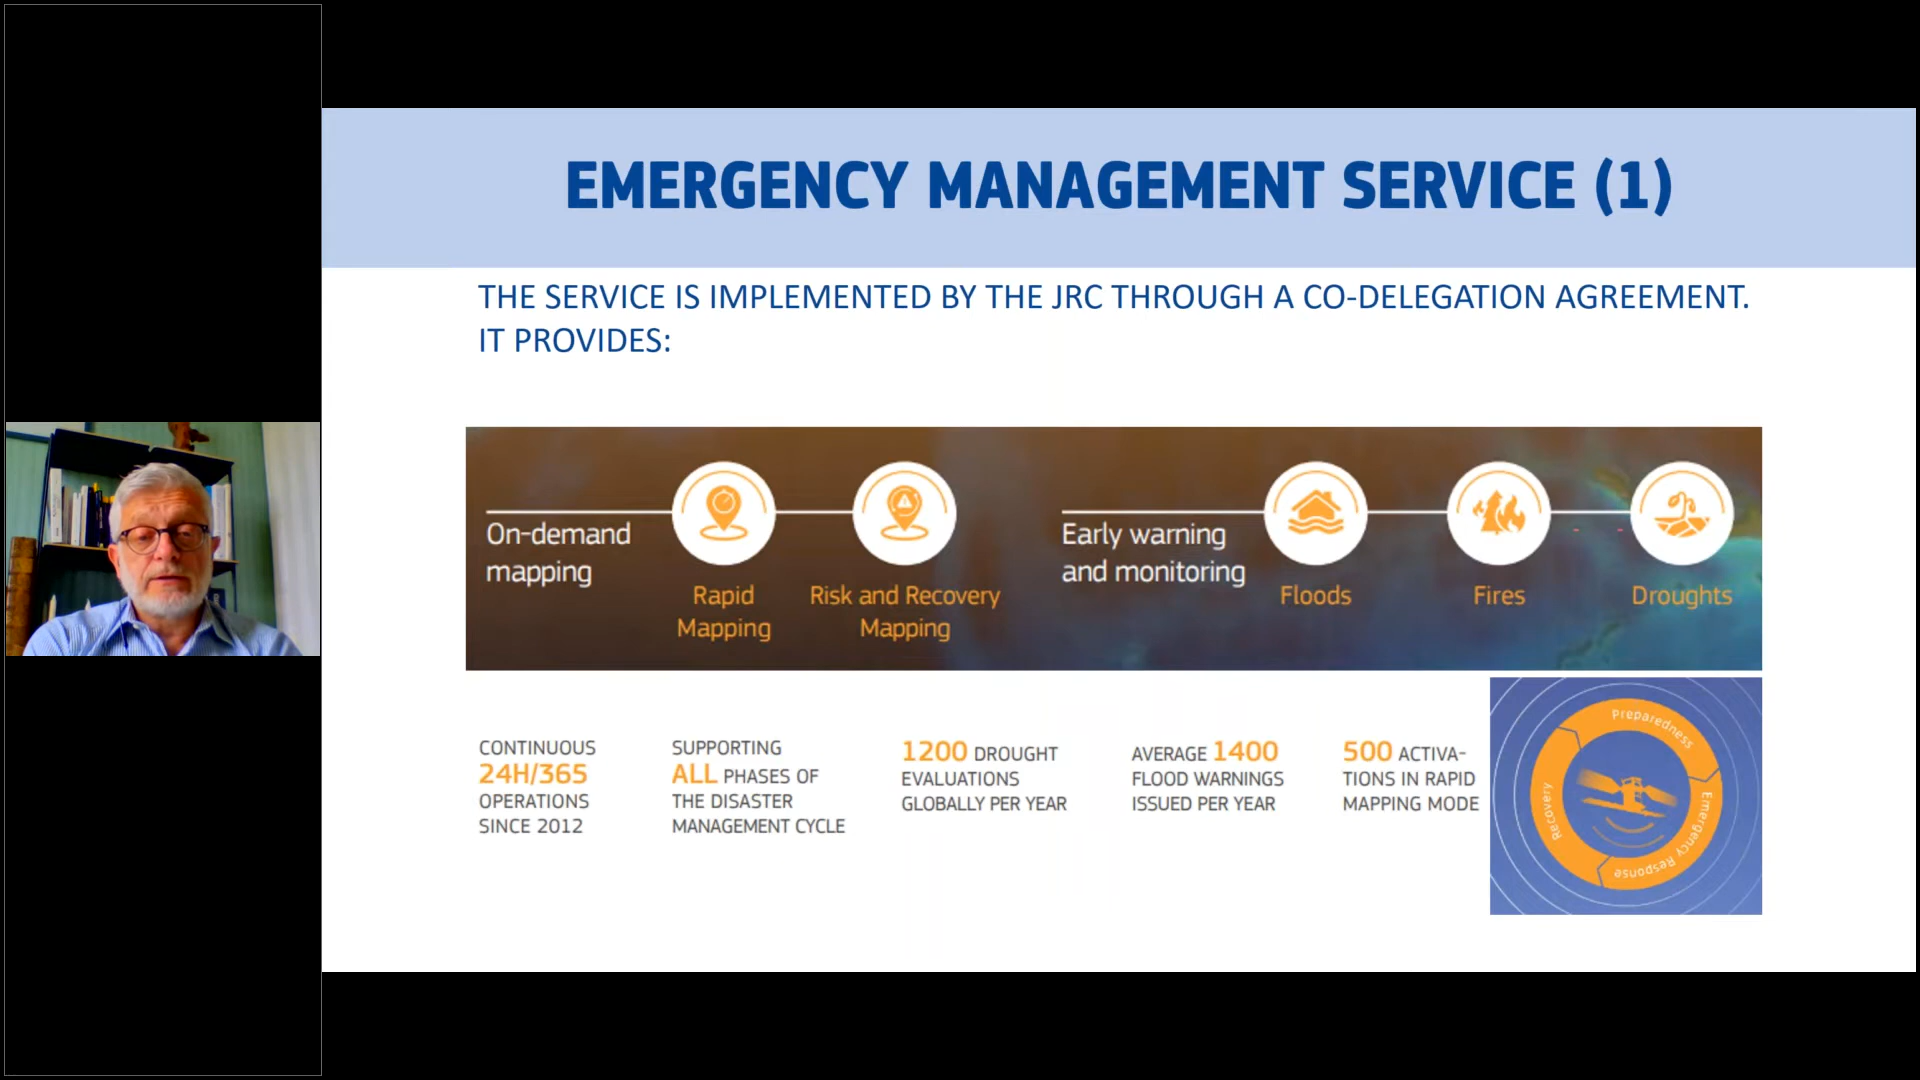 EMERGENCY MANAGEMENT SERVICE (1)
THE SERVICE IS IMPLEMENTED BY THE JRC THROUGH A CO-DELEGATION AGREEMENT.
IT PROVIDES:
On-demand
mapping
Rapid
Mapping
Risk and Recovery
Mapping
Early warning
and monitoring
Floods
Fires
Droughts
CONTINUOUS
24H/365
OPERATIONS
SINCE 2012
SUPPORTING
ALL PHASES OF
THE DISASTER
MANAGEMENT CYCLE
1200 DROUGHT
EVALUATIONS
GLOBALLY PER YEAR
AVERAGE 1400
FLOOD WARNINGS
ISSUED PER YEAR
500 ACTIVA-
TIONS IN RAPID
MAPPING MODE
Preparedness
Emergency Response
Recovery